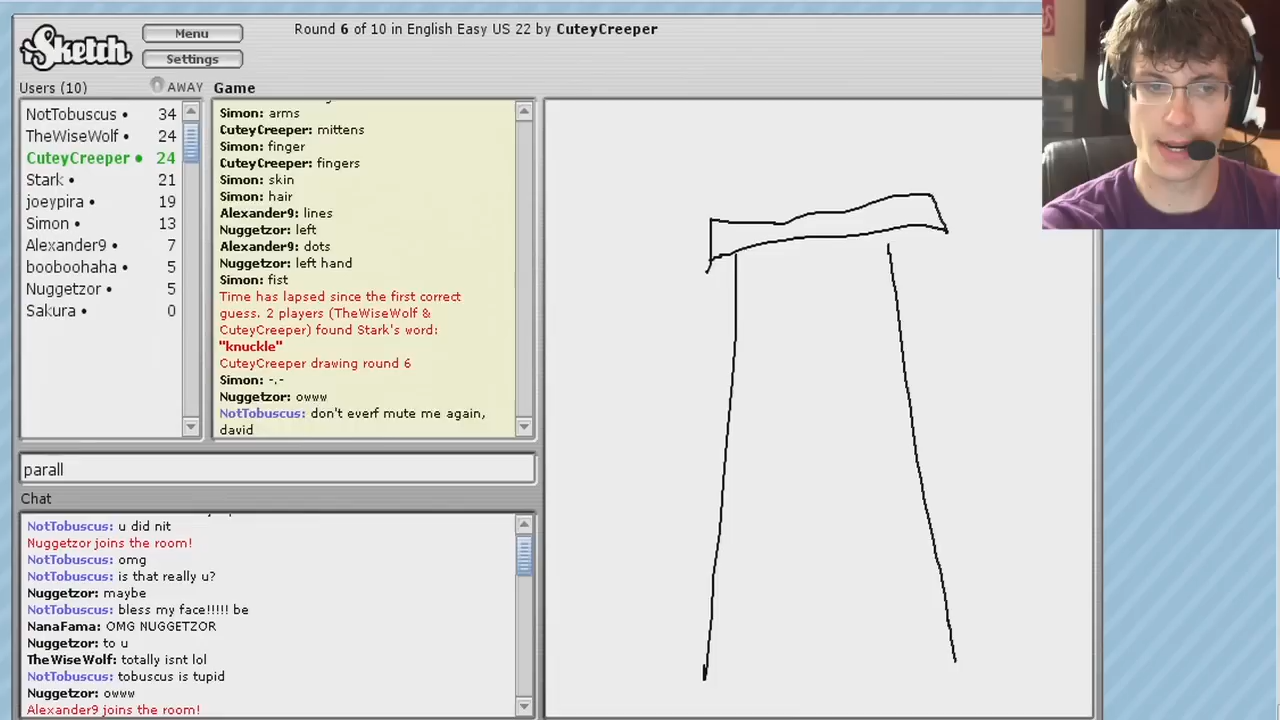 iSketch
Menu
Settings
Round 6 of 10 in English Easy US 22 by CuteyCreeper
Users (10)
AWAY
Game
NotTobuscus • 34
TheWiseWolf • 24
CuteyCreeper • 24
Stark • 21
joeypira • 19
Simon • 13
Alexander9 • 7
booboohaha • 5
Nuggetzor • 5
Sakura • 0
Simon: arms
CuteyCreeper: mittens
Simon: finger
CuteyCreeper: fingers
Simon: skin
Simon: hair
Alexander9: lines
Nuggetzor: left
Alexander9: dots
Nuggetzor: left hand
Simon: fist
Time has lapsed since the first correct
guess. 2 players (TheWiseWolf &
CuteyCreeper) found Stark's word:
"knuckle"
CuteyCreeper drawing round 6
Simon: -.-
Nuggetzor: owww
NotTobuscus: don't everf mute me again,
david
parall
Chat
NotTobuscus: u did nit
Nuggetzor joins the room!
NotTobuscus: omg
NotTobuscus: is that really u?
Nuggetzor: maybe
NotTobuscus: bless my face!!!!! be
NanaFama: OMG NUGGETZOR
Nuggetzor: to u
TheWiseWolf: totally isnt lol
NotTobuscus: tobuscus is tupid
Nuggetzor: owww
Alexander9 joins the room!